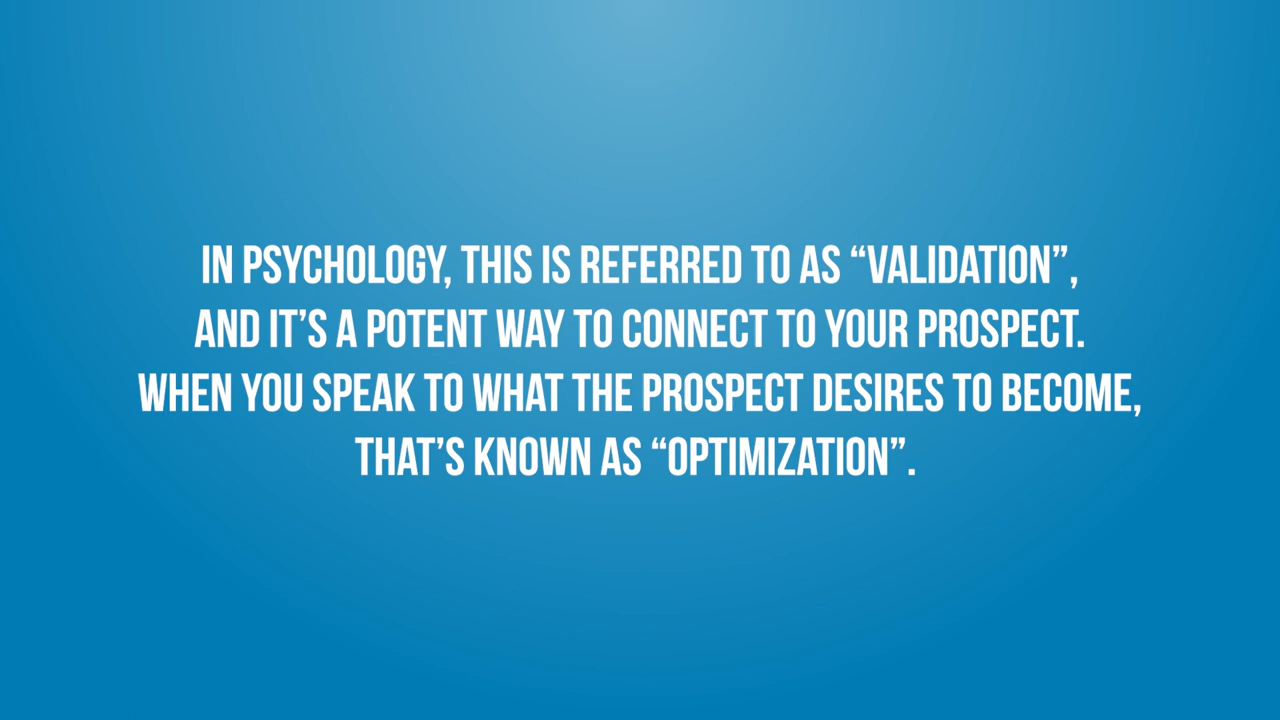 IN PSYCHOLOGY, THIS IS REFERRED TO AS “VALIDATION”,
AND IT’S A POTENT WAY TO CONNECT TO YOUR PROSPECT.
WHEN YOU SPEAK TO WHAT THE PROSPECT DESIRES TO BECOME,
THAT’S KNOWN AS “OPTIMIZATION”.